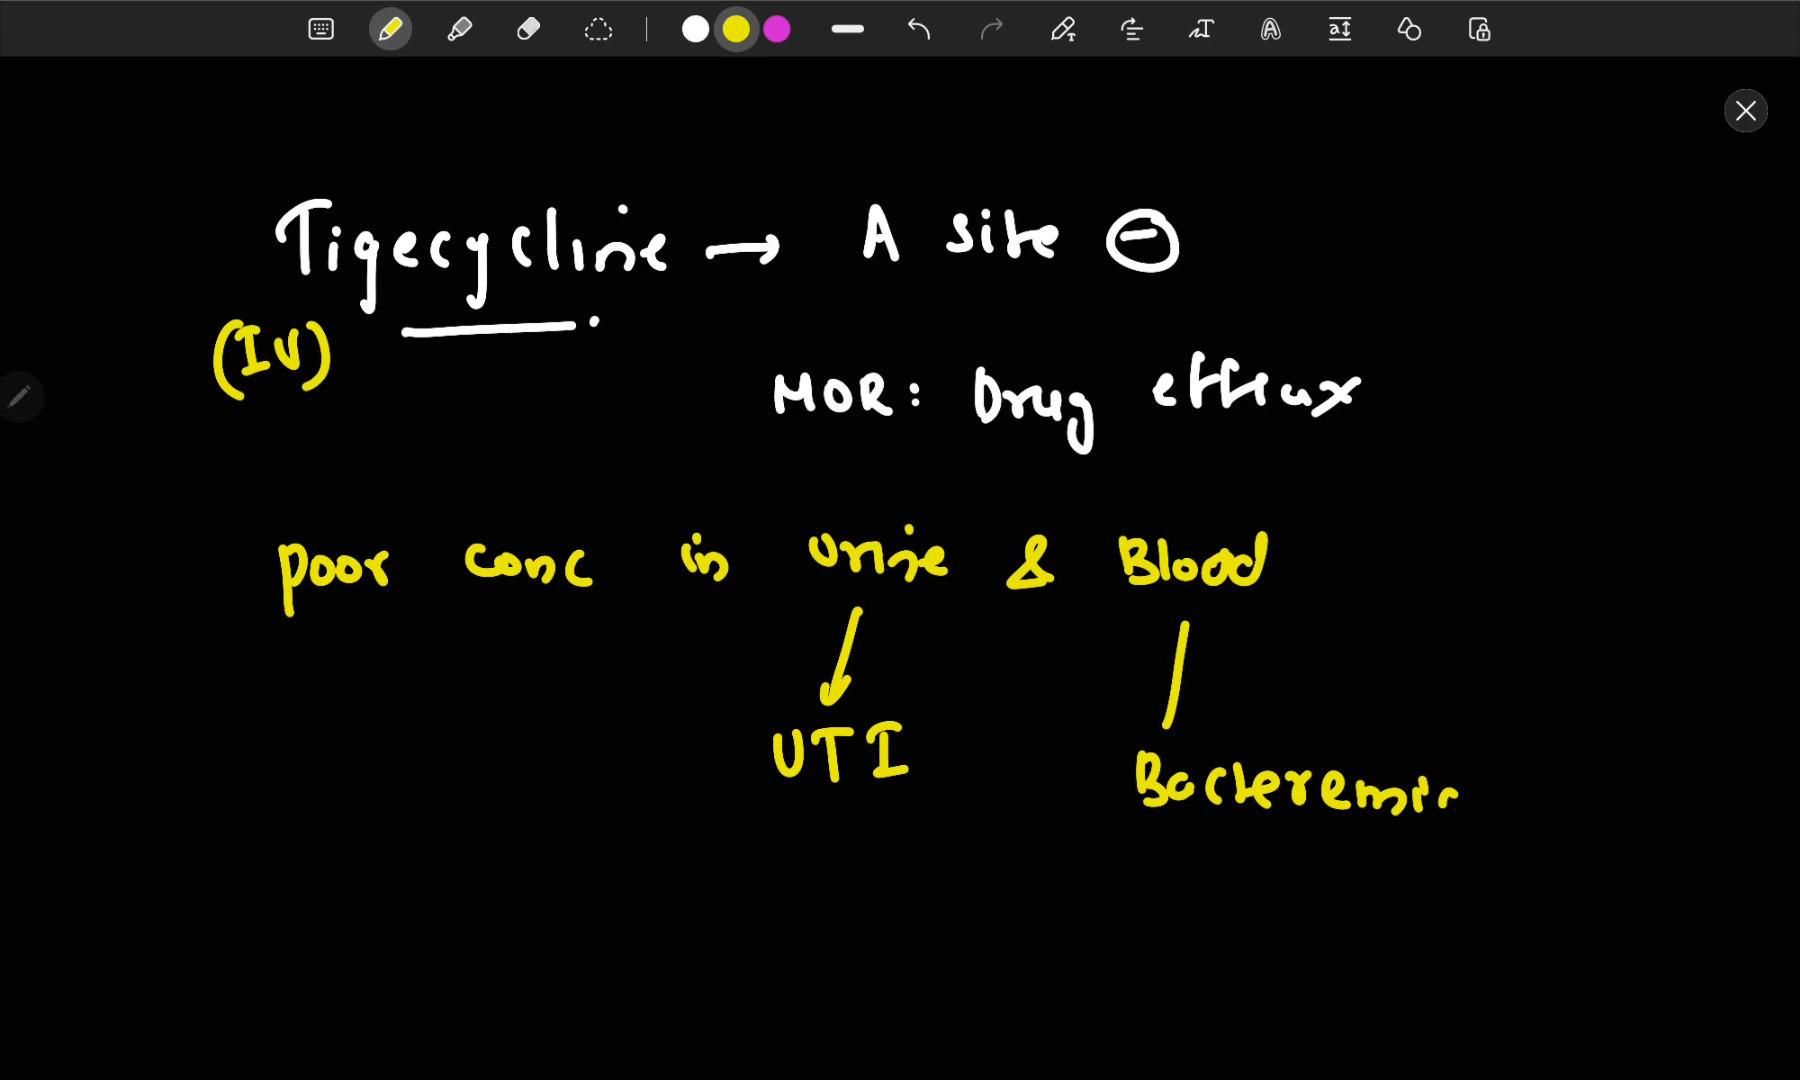 Tigecycline → A site ⊖
(IV)
MOR: Drug efflux
poor conc in urine & Blood
UTI
Bacteremia